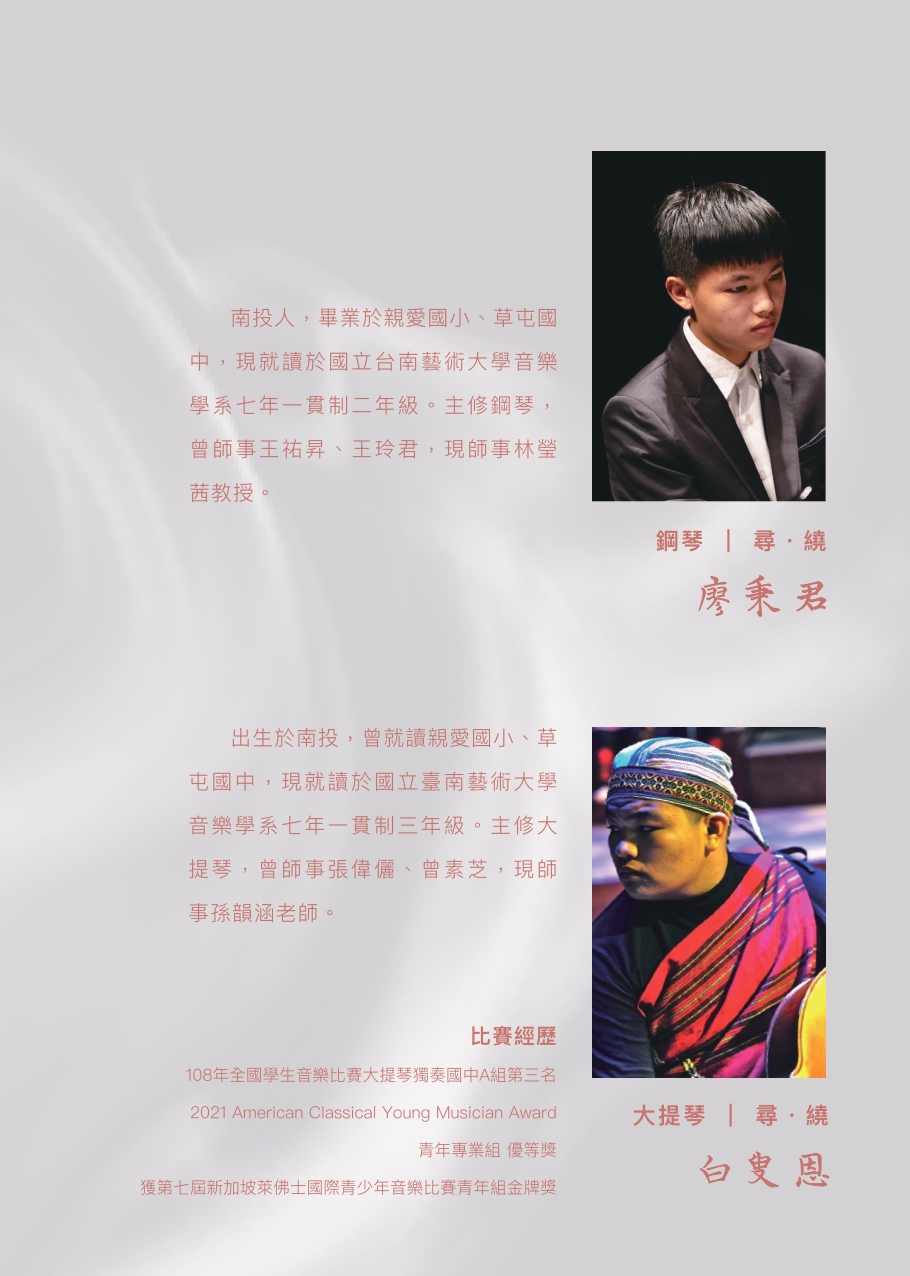 南投人，畢業於親愛國小、草屯國
中，現就讀於國立台南藝術大學音樂
學系七年一貫制二年級。主修鋼琴，
曾師事王祐昇、王玲君，現師事林瑩
茜教授。
鋼琴 | 尋·繞
廖秉君
出生於南投，曾就讀親愛國小、草
屯國中，現就讀於國立臺南藝術大學
音樂學系七年一貫制三年級。主修大
提琴，曾師事張偉儷、曾素芝，現師
事孫韻涵老師。
比賽經歷
108年全國學生音樂比賽大提琴獨奏國中A組第三名
2021 American Classical Young Musician Award
青年專業組 優等獎
獲第七屆新加坡萊佛士國際青少年音樂比賽青年組金牌獎
大提琴 | 尋·繞
白叟恩